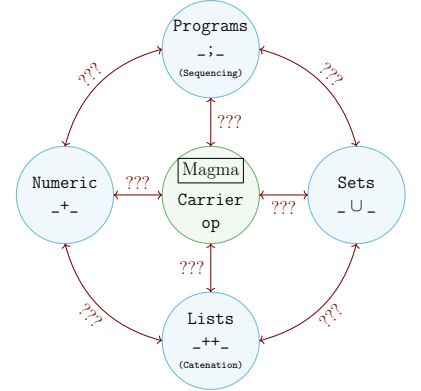 Programs
_;_
(Sequencing)
???
???
???
Magma
Carrier
op
Numeric
_+_
???
???
Sets
_ ∪ _
???
???
???
Lists
_++_
(Catenation)